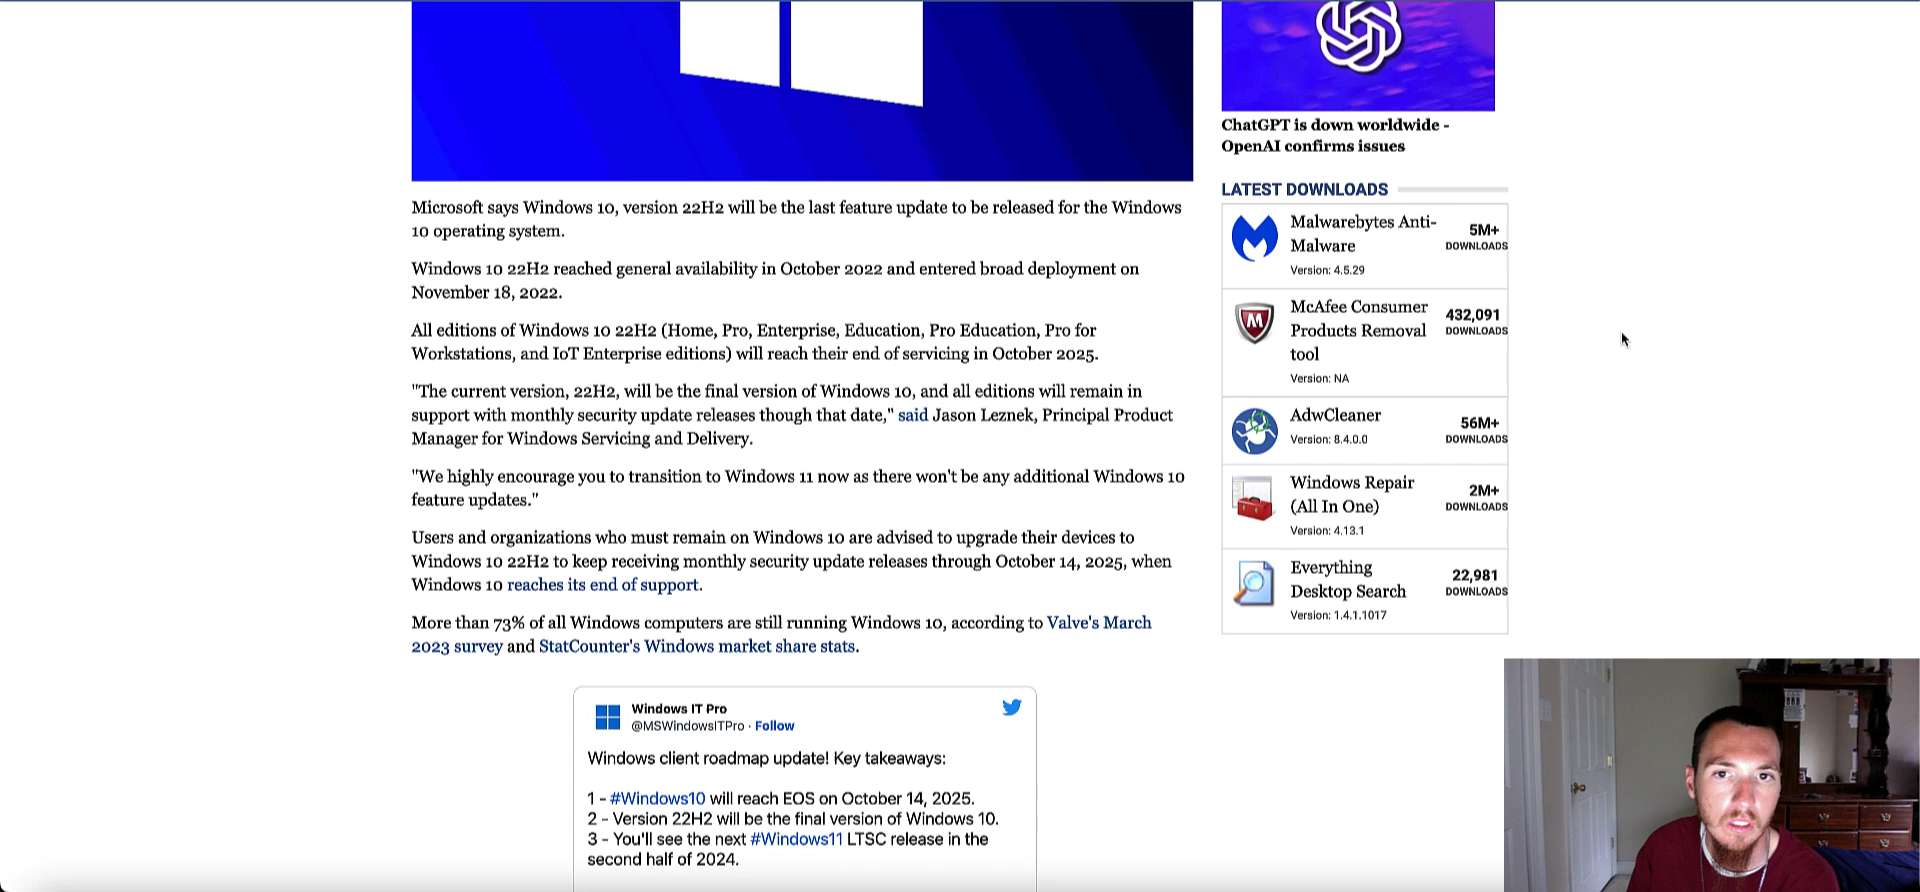 Microsoft says Windows 10, version 22H2 will be the last feature update to be released for the Windows
10 operating system.
Windows 10 22H2 reached general availability in October 2022 and entered broad deployment on
November 18, 2022.
All editions of Windows 10 22H2 (Home, Pro, Enterprise, Education, Pro Education, Pro for
Workstations, and IoT Enterprise editions) will reach their end of servicing in October 2025.
"The current version, 22H2, will be the final version of Windows 10, and all editions will remain in
support with monthly security update releases though that date," said Jason Leznek, Principal Product
Manager for Windows Servicing and Delivery.
"We highly encourage you to transition to Windows 11 now as there won't be any additional Windows 10
feature updates."
Users and organizations who must remain on Windows 10 are advised to upgrade their devices to
Windows 10 22H2 to keep receiving monthly security update releases through October 14, 2025, when
Windows 10 reaches its end of support.
More than 73% of all Windows computers are still running Windows 10, according to Valve's March
2023 survey and StatCounter's Windows market share stats.
Windows IT Pro
@MSWindowsITPro · Follow
Windows client roadmap update! Key takeaways:
1 - #Windows10 will reach EOS on October 14, 2025.
2 - Version 22H2 will be the final version of Windows 10.
3 - You'll see the next #Windows11 LTSC release in the
second half of 2024.
ChatGPT is down worldwide -
OpenAI confirms issues
LATEST DOWNLOADS
Malwarebytes Anti-
Malware
Version: 4.5.29
5M+
DOWNLOADS
McAfee Consumer
Products Removal
tool
Version: NA
432,091
DOWNLOADS
AdwCleaner
Version: 8.4.0.0
56M+
DOWNLOADS
Windows Repair
(All In One)
Version: 4.13.1
2M+
DOWNLOADS
Everything
Desktop Search
Version: 1.4.1.1017
22,981
DOWNLOADS